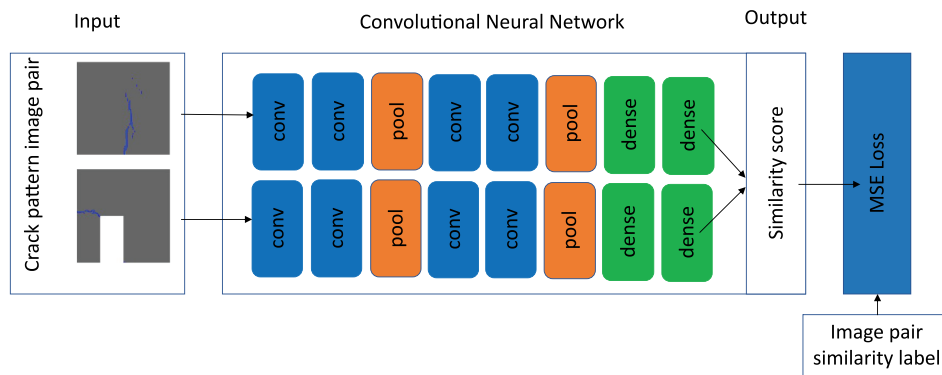 Input
Convolutional Neural Network
Output
Crack pattern image pair
conv
conv
pool
conv
conv
pool
dense
dense
conv
conv
pool
conv
conv
pool
dense
dense
Similarity score
MSE Loss
Image pair
similarity label